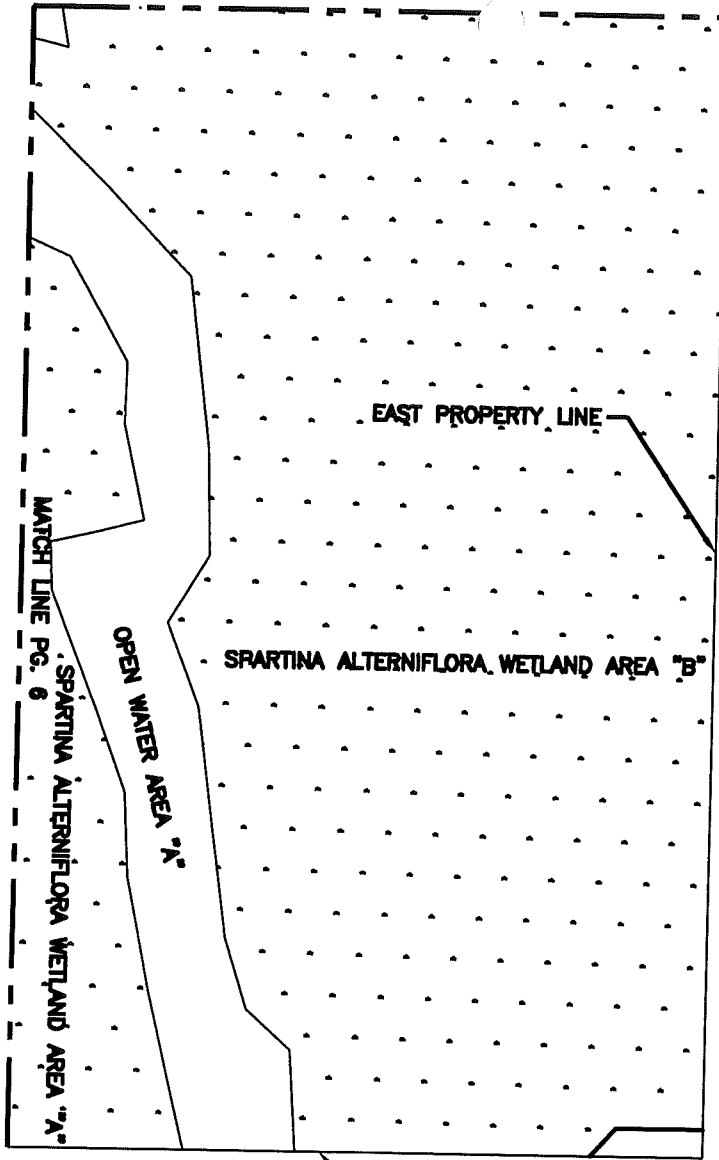 EAST PROPERTY LINE
SPARTINA ALTERNIFLORA WETLAND AREA "B"
OPEN WATER AREA "A"
SPARTINA ALTERNIFLORA WETLAND AREA "A"
MATCH LINE PG. 6